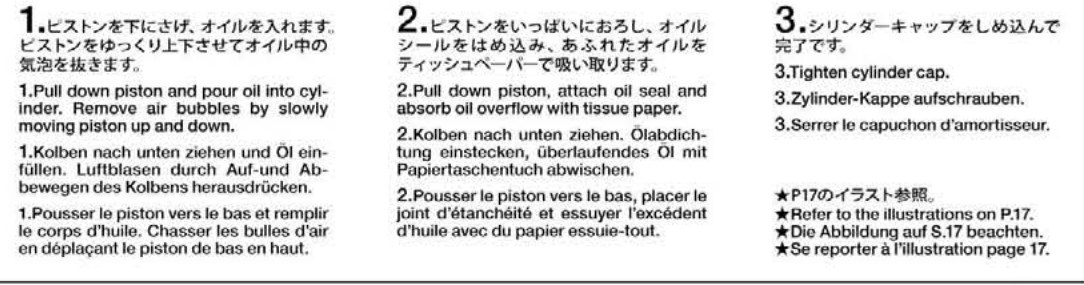 1.ピストンを下にさげ、オイルを入れます。
ピストンをゆっくり上下させてオイル中の
気泡を抜きます。
1.Pull down piston and pour oil into cyl-
inder. Remove air bubbles by slowly
moving piston up and down.
1.Kolben nach unten ziehen und Öl ein-
füllen. Luftblasen durch Auf-und Ab-
bewegen des Kolbens herausdrücken.
1.Pousser le piston vers le bas et remplir
le corps d'huile. Chasser les bulles d'air
en déplaçant le piston de bas en haut.
2.ピストンをいっぱいにおろし、オイル
シールをはめ込み、あふれたオイルを
ティッシュペーパーで吸い取ります。
2.Pull down piston, attach oil seal and
absorb oil overflow with tissue paper.
2.Kolben nach unten ziehen. Ölabdich-
tung einstecken, überlaufendes Öl mit
Papiertaschentuch abwischen.
2.Pousser le piston vers le bas, placer le
joint d'étanchéité et essuyer l'excédent
d'huile avec du papier essuie-tout.
3.シリンダーキャップをしめ込んで
完了です。
3.Tighten cylinder cap.
3.Zylinder-Kappe aufschrauben.
3.Serrer le capuchon d'amortisseur.
★P17のイラスト参照。
★Refer to the illustrations on P.17.
★Die Abbildung auf S.17 beachten.
★Se reporter à l'illustration page 17.